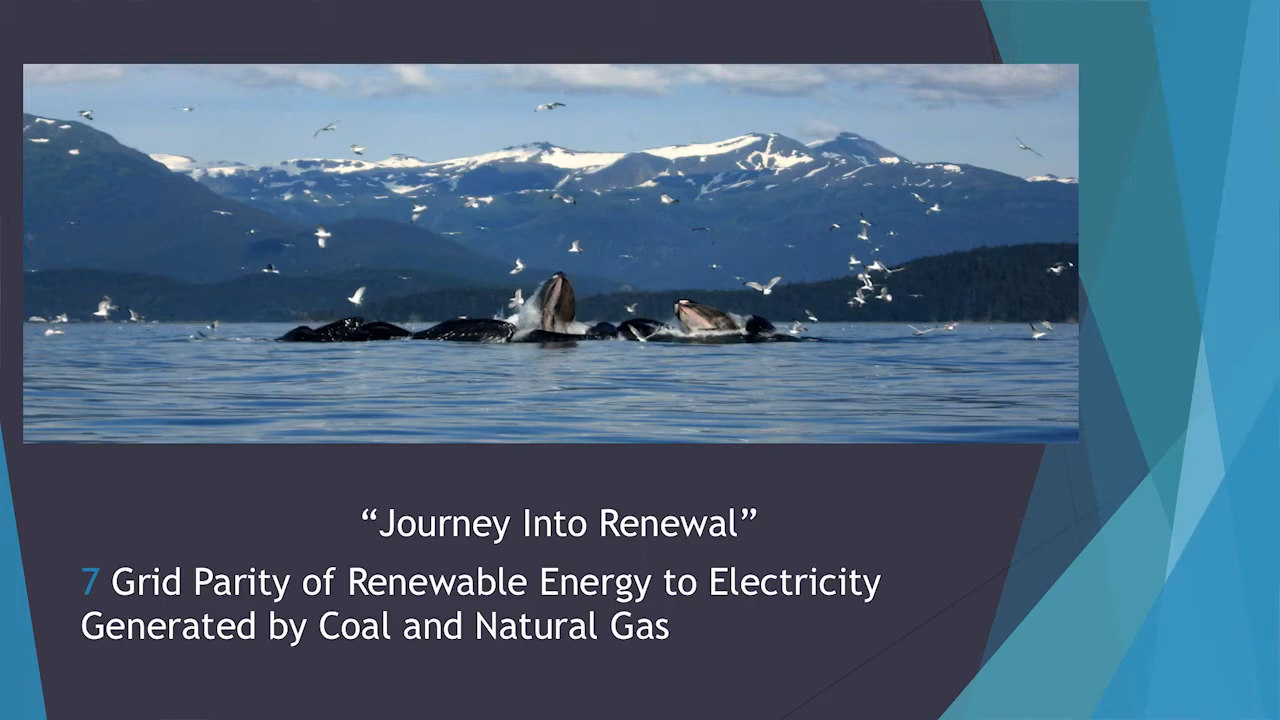 “Journey Into Renewal”
7 Grid Parity of Renewable Energy to Electricity
Generated by Coal and Natural Gas